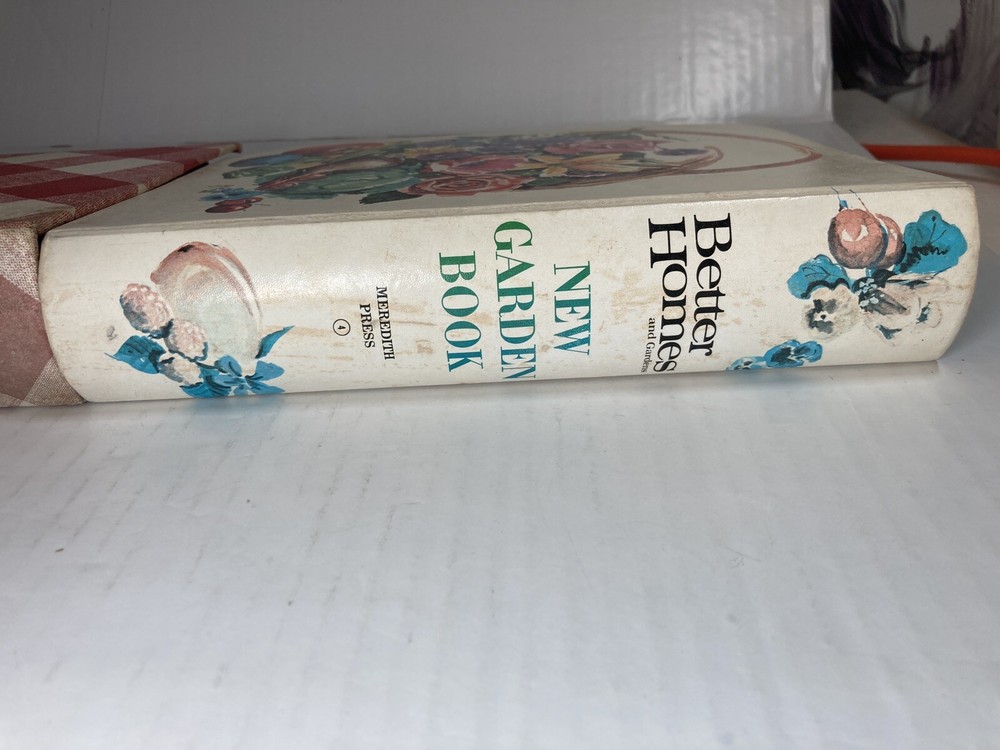 Better
Homes
and Gardens
NEW
GARDEN
BOOK
MEREDITH
PRESS
4